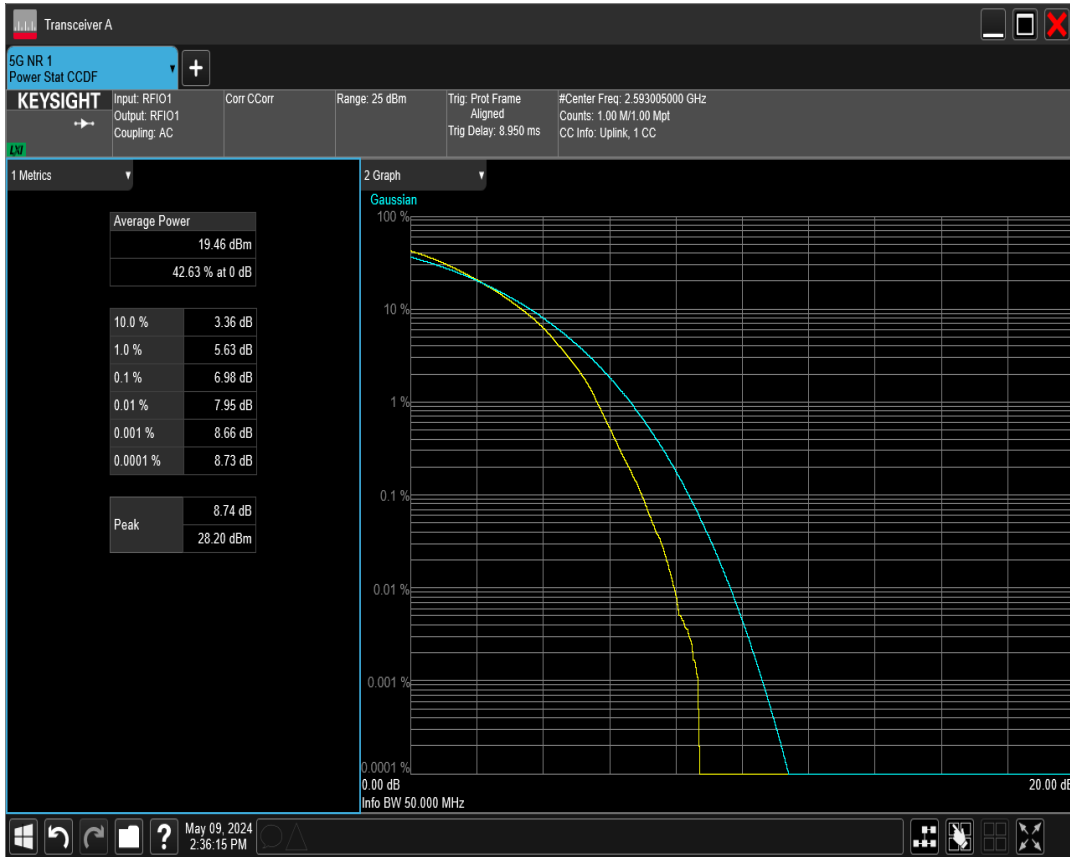 Transceiver A
5G NR 1
Power Stat CCDF
+
KEYSIGHT
LXI
Input: RFIO1
Output: RFIO1
Coupling: AC
Corr CCorr
Range: 25 dBm
Trig: Prot Frame
Aligned
Trig Delay: 8.950 ms
#Center Freq: 2.593005000 GHz
Counts: 1.00 M/1.00 Mpt
CC Info: Uplink, 1 CC
1 Metrics
Average Power
19.46 dBm
42.63 % at 0 dB
10.0 % 3.36 dB
1.0 % 5.63 dB
0.1 % 6.98 dB
0.01 % 7.95 dB
0.001 % 8.66 dB
0.0001 % 8.73 dB
Peak
8.74 dB
28.20 dBm
2 Graph
Gaussian
100 %
10 %
1 %
0.1 %
0.01 %
0.001 %
0.0001 %
0.00 dB 20.00 dB
Info BW 50.000 MHz
?
May 09, 2024
2:36:15 PM